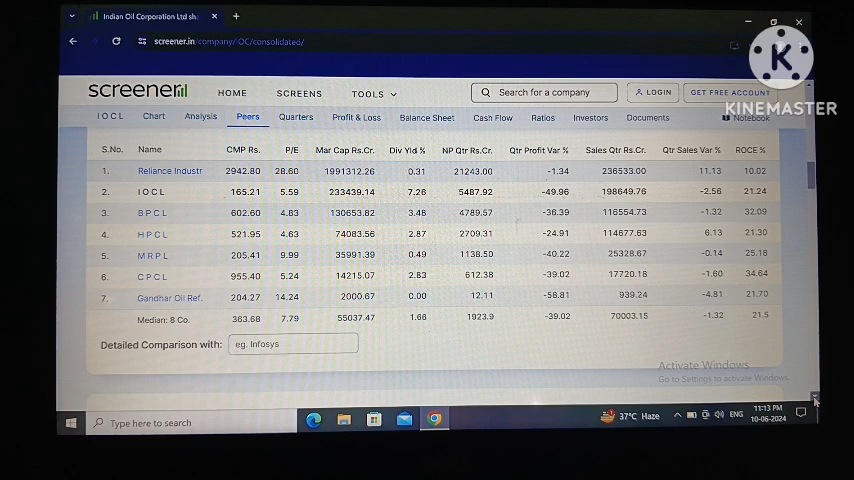 Indian Oil Corporation Ltd sha
screener.in/company/IOC/consolidated/
KINEMASTER
screener
HOME SCREENS TOOLS Search for a company LOGIN GET FREE ACCOUNT
IOCL Chart Analysis Peers Quarters Profit & Loss Balance Sheet Cash Flow Ratios Investors Documents Notebook
S.No. Name CMP Rs. P/E Mar Cap Rs.Cr. Div Yld % NP Qtr Rs.Cr. Qtr Profit Var % Sales Qtr Rs.Cr. Qtr Sales Var % ROCE %
1. Reliance Industr 2942.80 28.60 1991312.26 0.31 21243.00 -1.34 236533.00 11.13 10.02
2. I O C L 165.21 5.59 233439.14 7.26 5487.92 -49.96 198649.76 -2.56 21.24
3. B P C L 602.60 4.83 130653.82 3.48 4789.57 -36.39 116554.73 -1.32 32.09
4. H P C L 521.95 4.63 74083.56 2.87 2709.31 -24.91 114677.63 6.13 21.30
5. M R P L 205.41 9.99 35991.39 0.49 1138.50 -40.22 25328.67 -0.14 25.18
6. C P C L 955.40 5.24 14215.07 2.83 612.38 -39.02 17720.18 -1.60 34.64
7. Gandhar Oil Ref. 204.27 14.24 2000.67 0.00 12.11 -58.81 939.24 -4.81 21.70
Median: 8 Co. 363.68 7.79 55037.47 1.66 1923.9 -39.02 70003.15 -1.32 21.5
Detailed Comparison with: eg. Infosys
Activate Windows
Go to Settings to activate Windows.
Type here to search 37°C Haze ENG 11:13 PM
10-06-2024